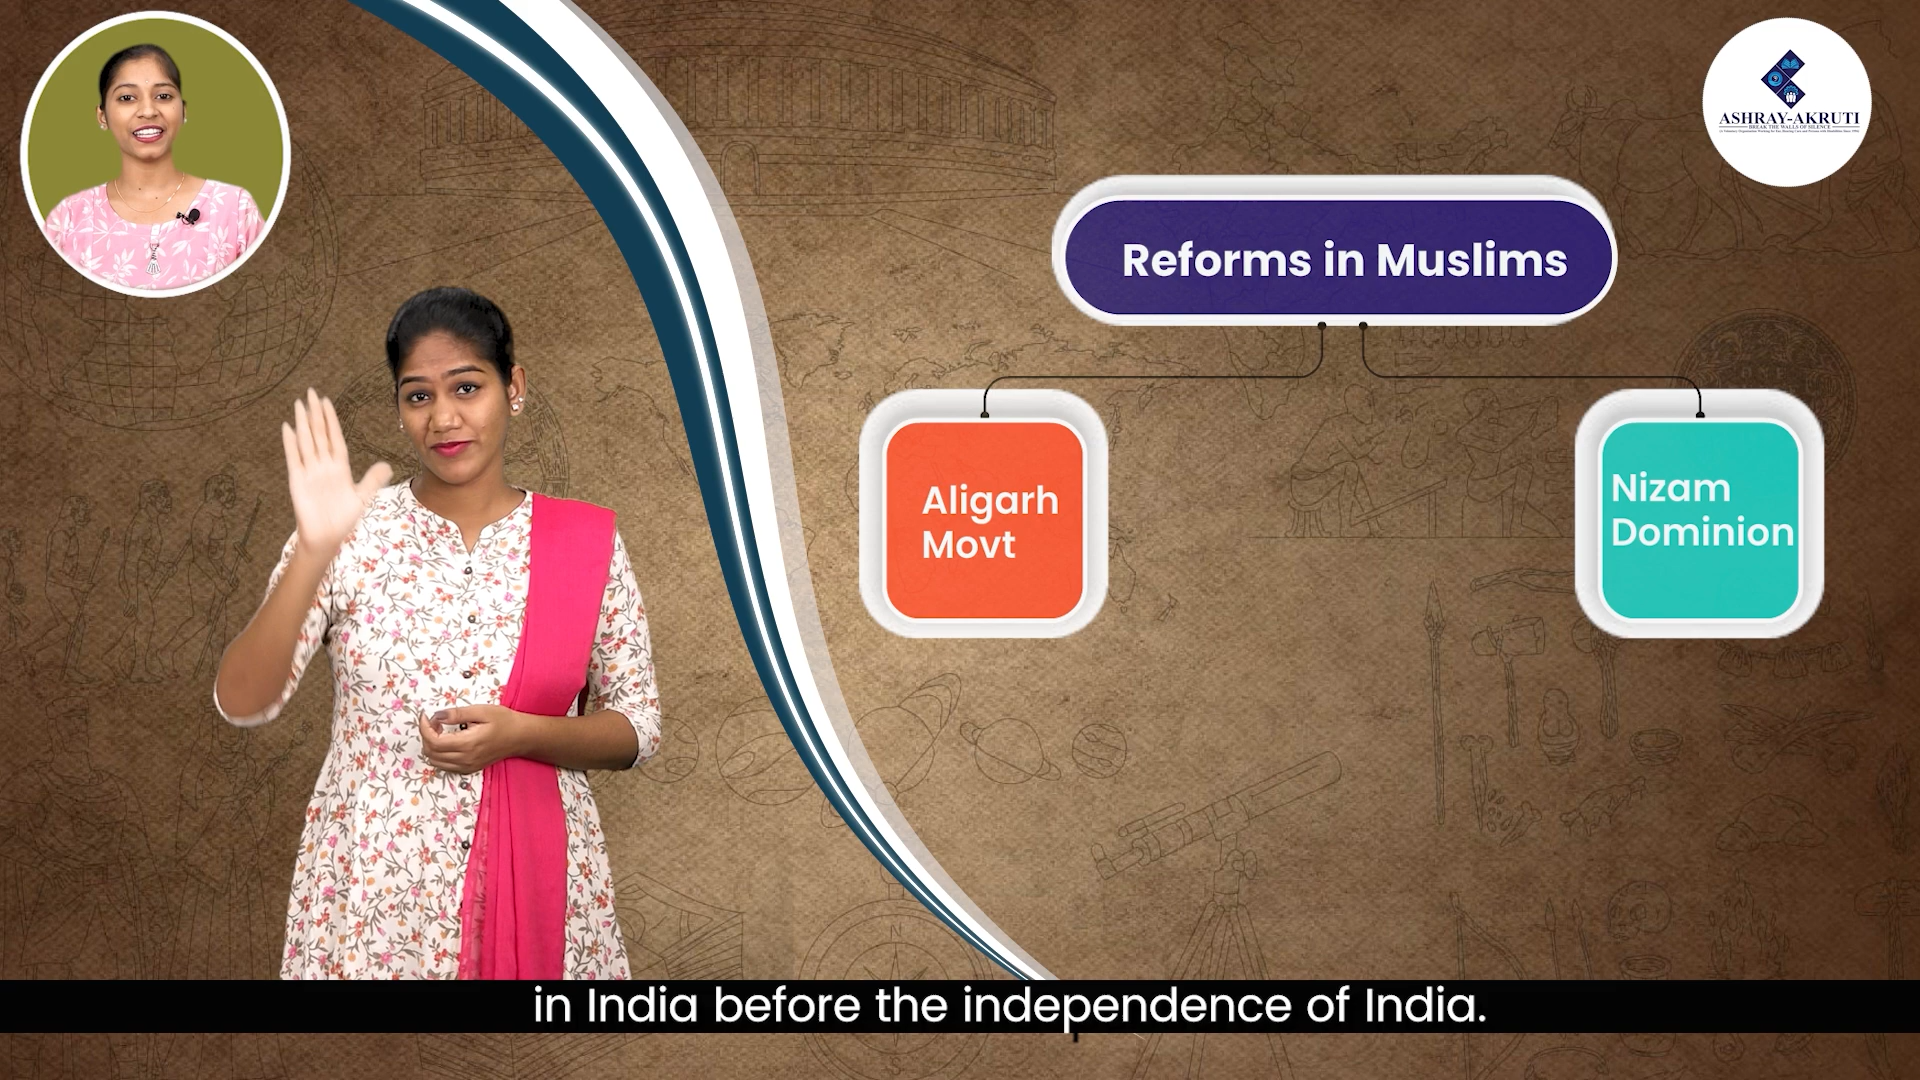 ASHRAY-AKRUTI
BREAK THE WALLS OF SILENCE
Reforms in Muslims
Aligarh
Movt
Nizam
Dominion
N
in India before the independence of India.